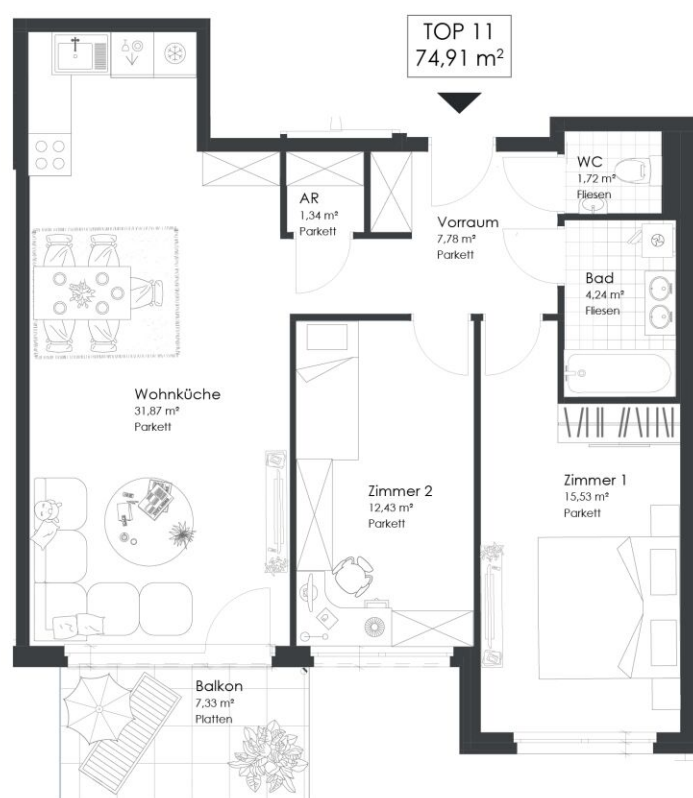 TOP 11
74,91 m²
WC
1,72 m²
Fliesen
AR
1,34 m²
Parkett
Vorraum
7,78 m²
Parkett
Bad
4,24 m²
Fliesen
Wohnküche
31,87 m²
Parkett
Zimmer 2
12,43 m²
Parkett
Zimmer 1
15,53 m²
Parkett
Balkon
7,33 m²
Platten